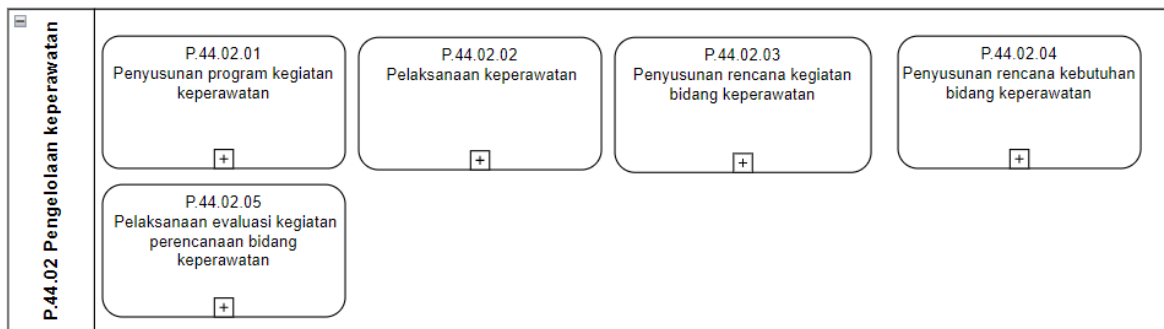 P.44.02 Pengelolaan keperawatan
P.44.02.01
Penyusunan program kegiatan
keperawatan
P.44.02.02
Pelaksanaan keperawatan
P.44.02.03
Penyusunan rencana kegiatan
bidang keperawatan
P.44.02.04
Penyusunan rencana kebutuhan
bidang keperawatan
P.44.02.05
Pelaksanaan evaluasi kegiatan
perencanaan bidang
keperawatan